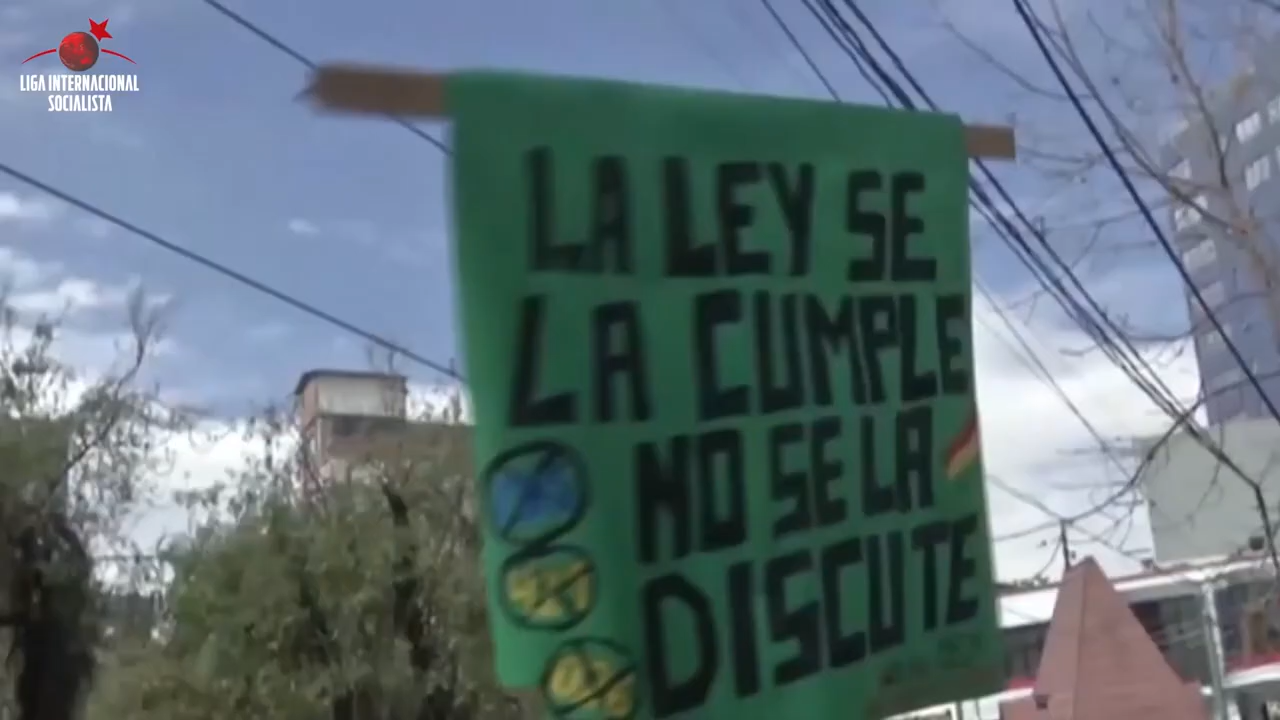 LIGA INTERNACIONAL
SOCIALISTA
LA LEY SE
LA CUMPLE
NO SE LA
DISCUTE